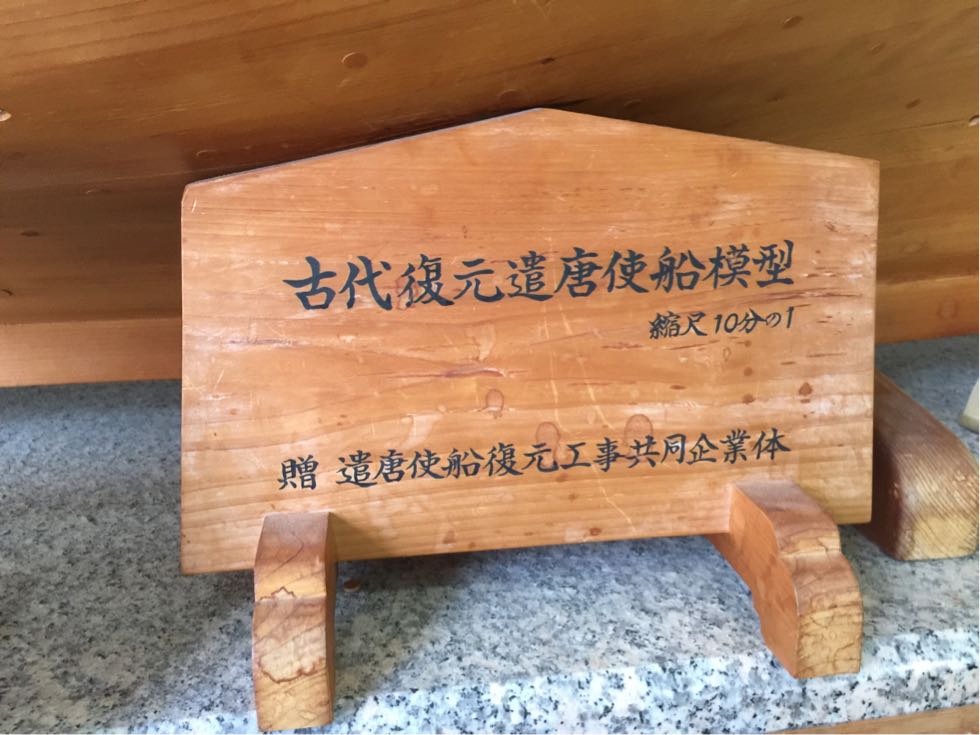 古代復元遣唐使船模型
縮尺10分の1
贈 遣唐使船復元工事共同企業体